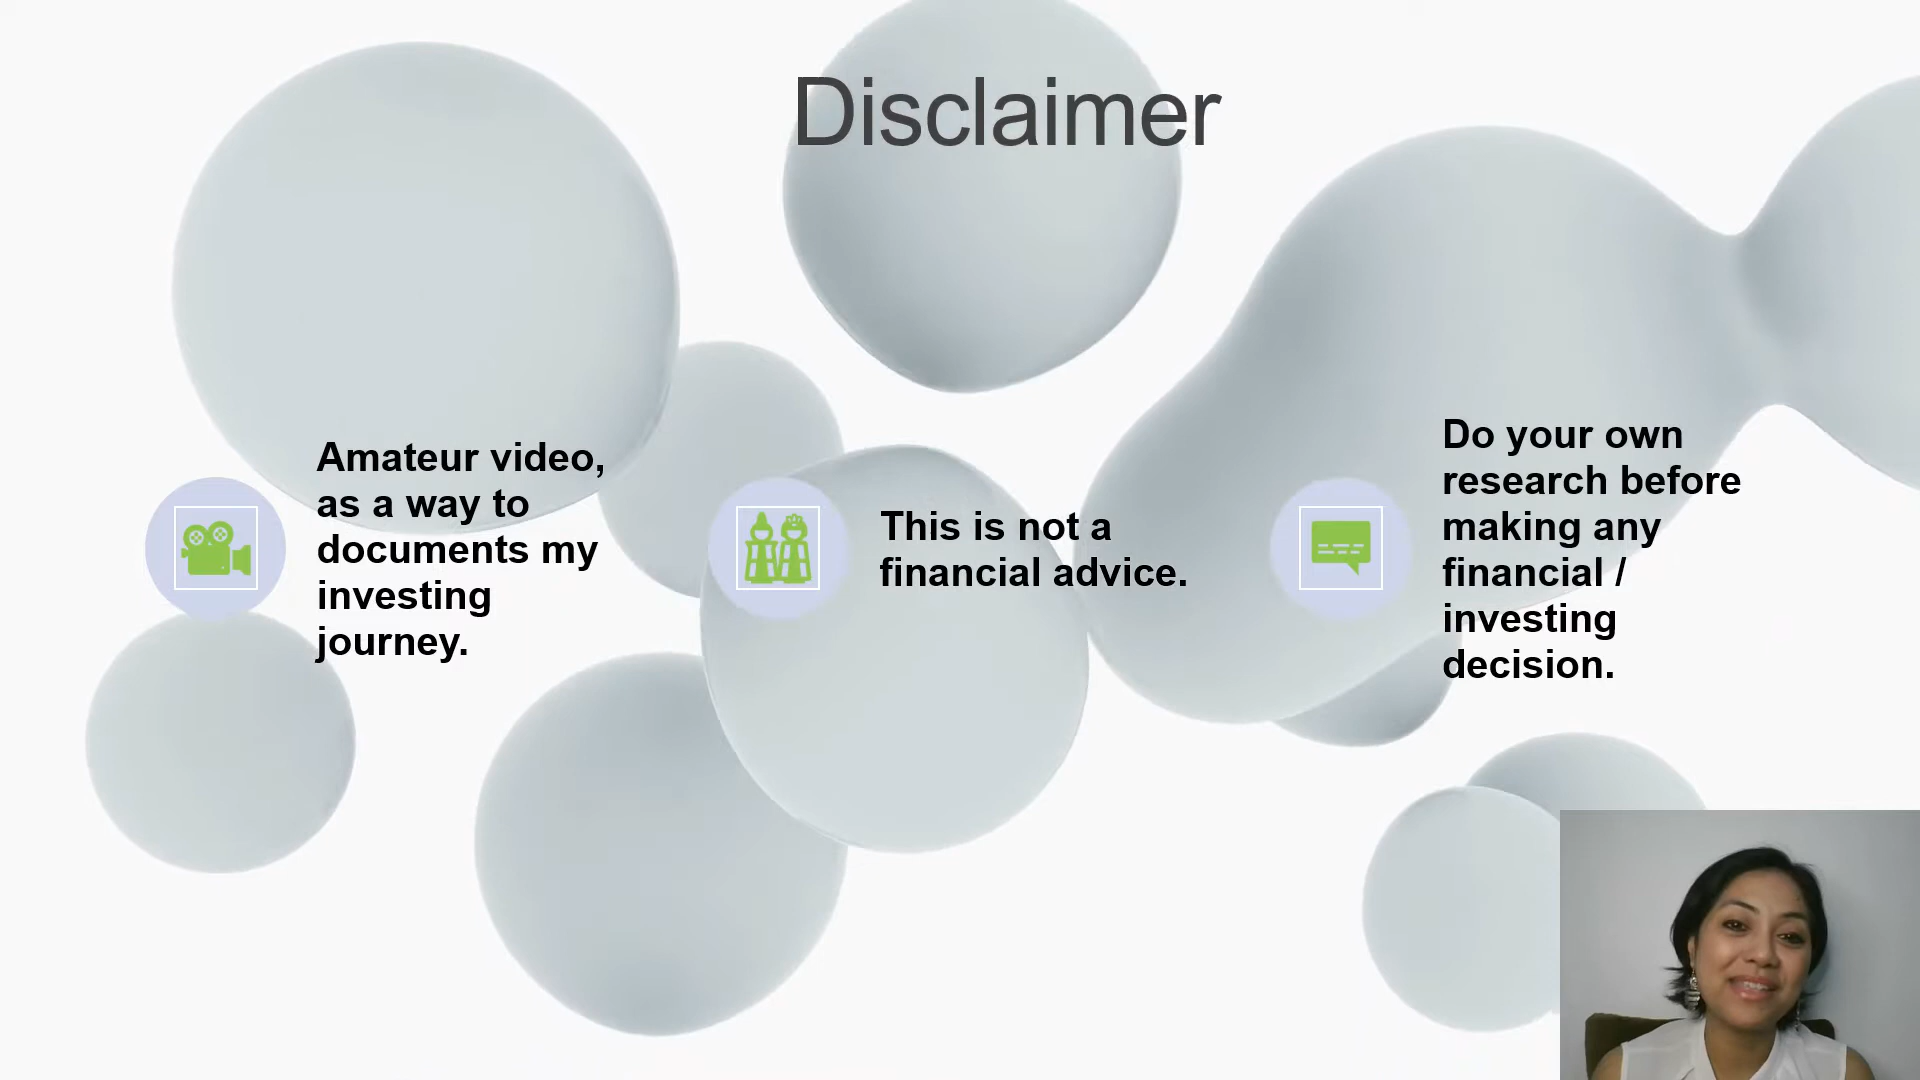 Disclaimer
Amateur video,
as a way to
documents my
investing
journey.
This is not a
financial advice.
Do your own
research before
making any
financial /
investing
decision.